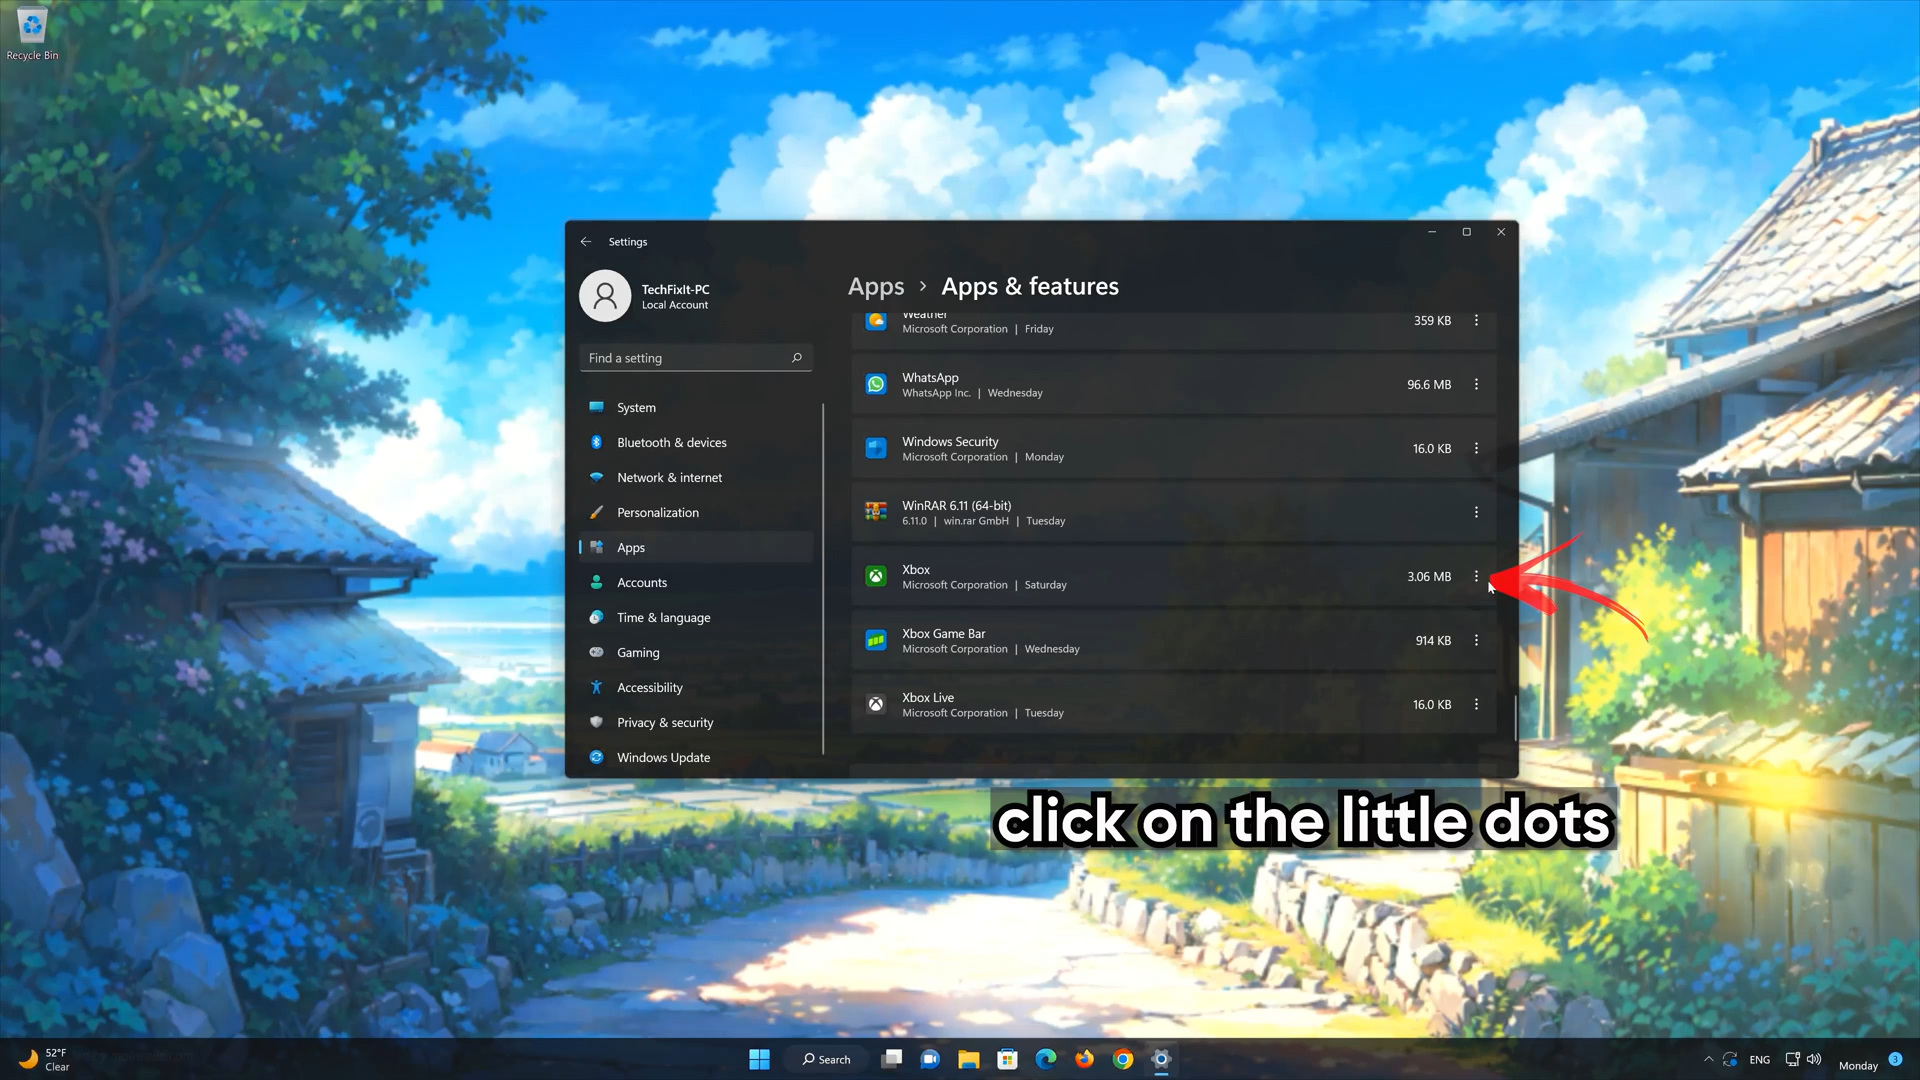 Recycle Bin
Settings
TechFixIt-PC
Local Account
Find a setting
System
Bluetooth & devices
Network & internet
Personalization
Apps
Accounts
Time & language
Gaming
Accessibility
Privacy & security
Windows Update
Apps > Apps & features
Weather
Microsoft Corporation | Friday
359 KB
WhatsApp
WhatsApp Inc. | Wednesday
96.6 MB
Windows Security
Microsoft Corporation | Monday
16.0 KB
WinRAR 6.11 (64-bit)
6.11.0 | win.rar GmbH | Tuesday
Xbox
Microsoft Corporation | Saturday
3.06 MB
Xbox Game Bar
Microsoft Corporation | Wednesday
914 KB
Xbox Live
Microsoft Corporation | Tuesday
16.0 KB
click on the little dots
52°F
Clear
Search
ENG
Monday
3